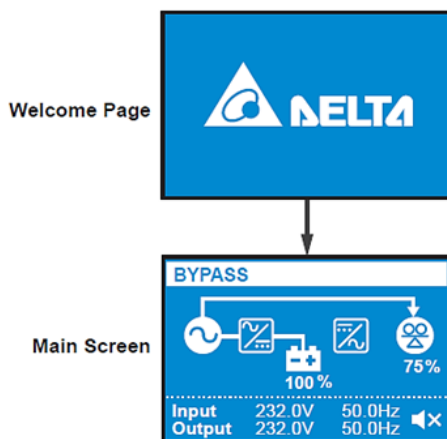 Welcome Page
DELTA
Main Screen
BYPASS
100%
75%
Input 232.0V 50.0Hz
Output 232.0V 50.0Hz